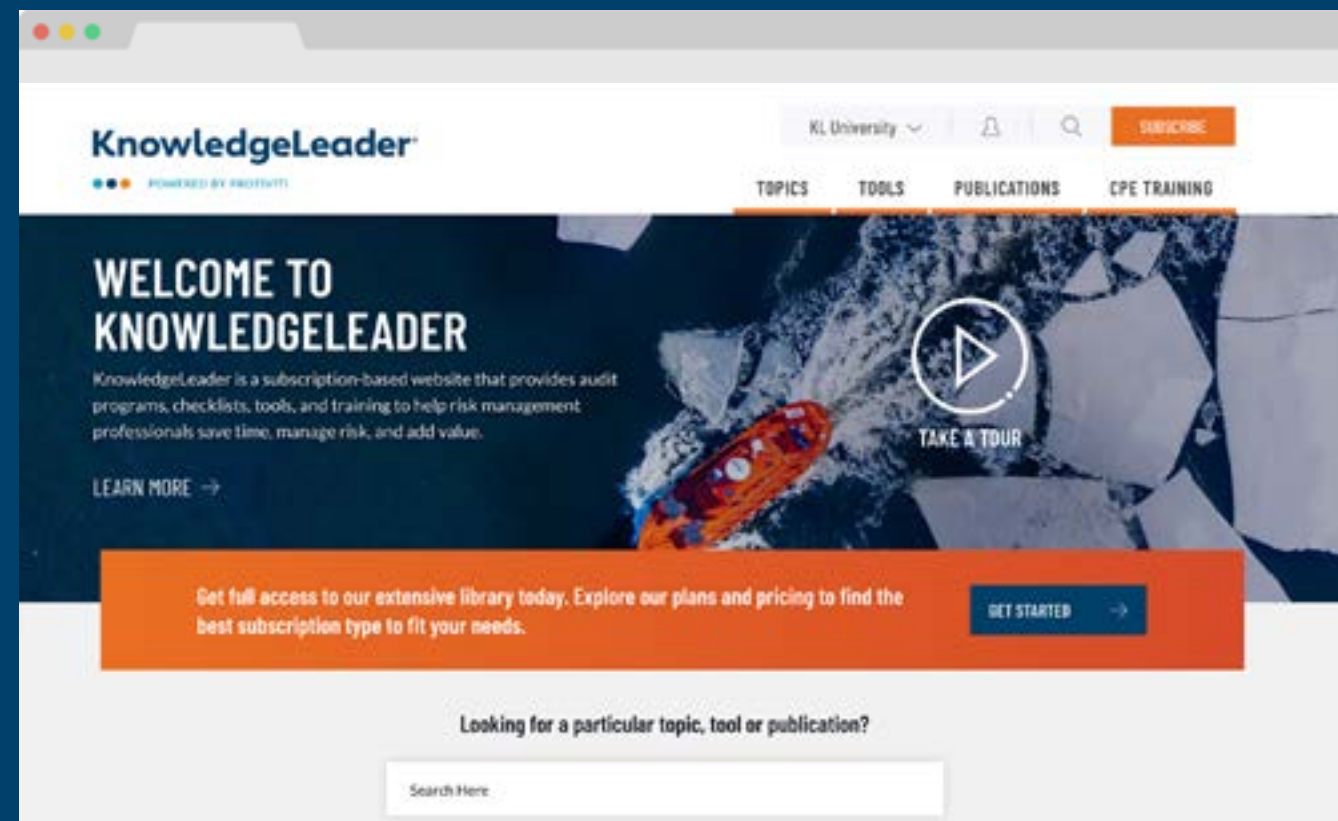 KnowledgeLeader
POWERED BY PROTIVITI
KL University
SUBSCRIBE
TOPICS TOOLS PUBLICATIONS CPE TRAINING
WELCOME TO
KNOWLEDGELEADER
KnowledgeLeader is a subscription-based website that provides audit
programs, checklists, tools, and training to help risk management
professionals save time, manage risk, and add value.
LEARN MORE →
TAKE A TOUR
Get full access to our extensive library today. Explore our plans and pricing to find the
best subscription type to fit your needs.
GET STARTED →
Looking for a particular topic, tool or publication?
Search Here